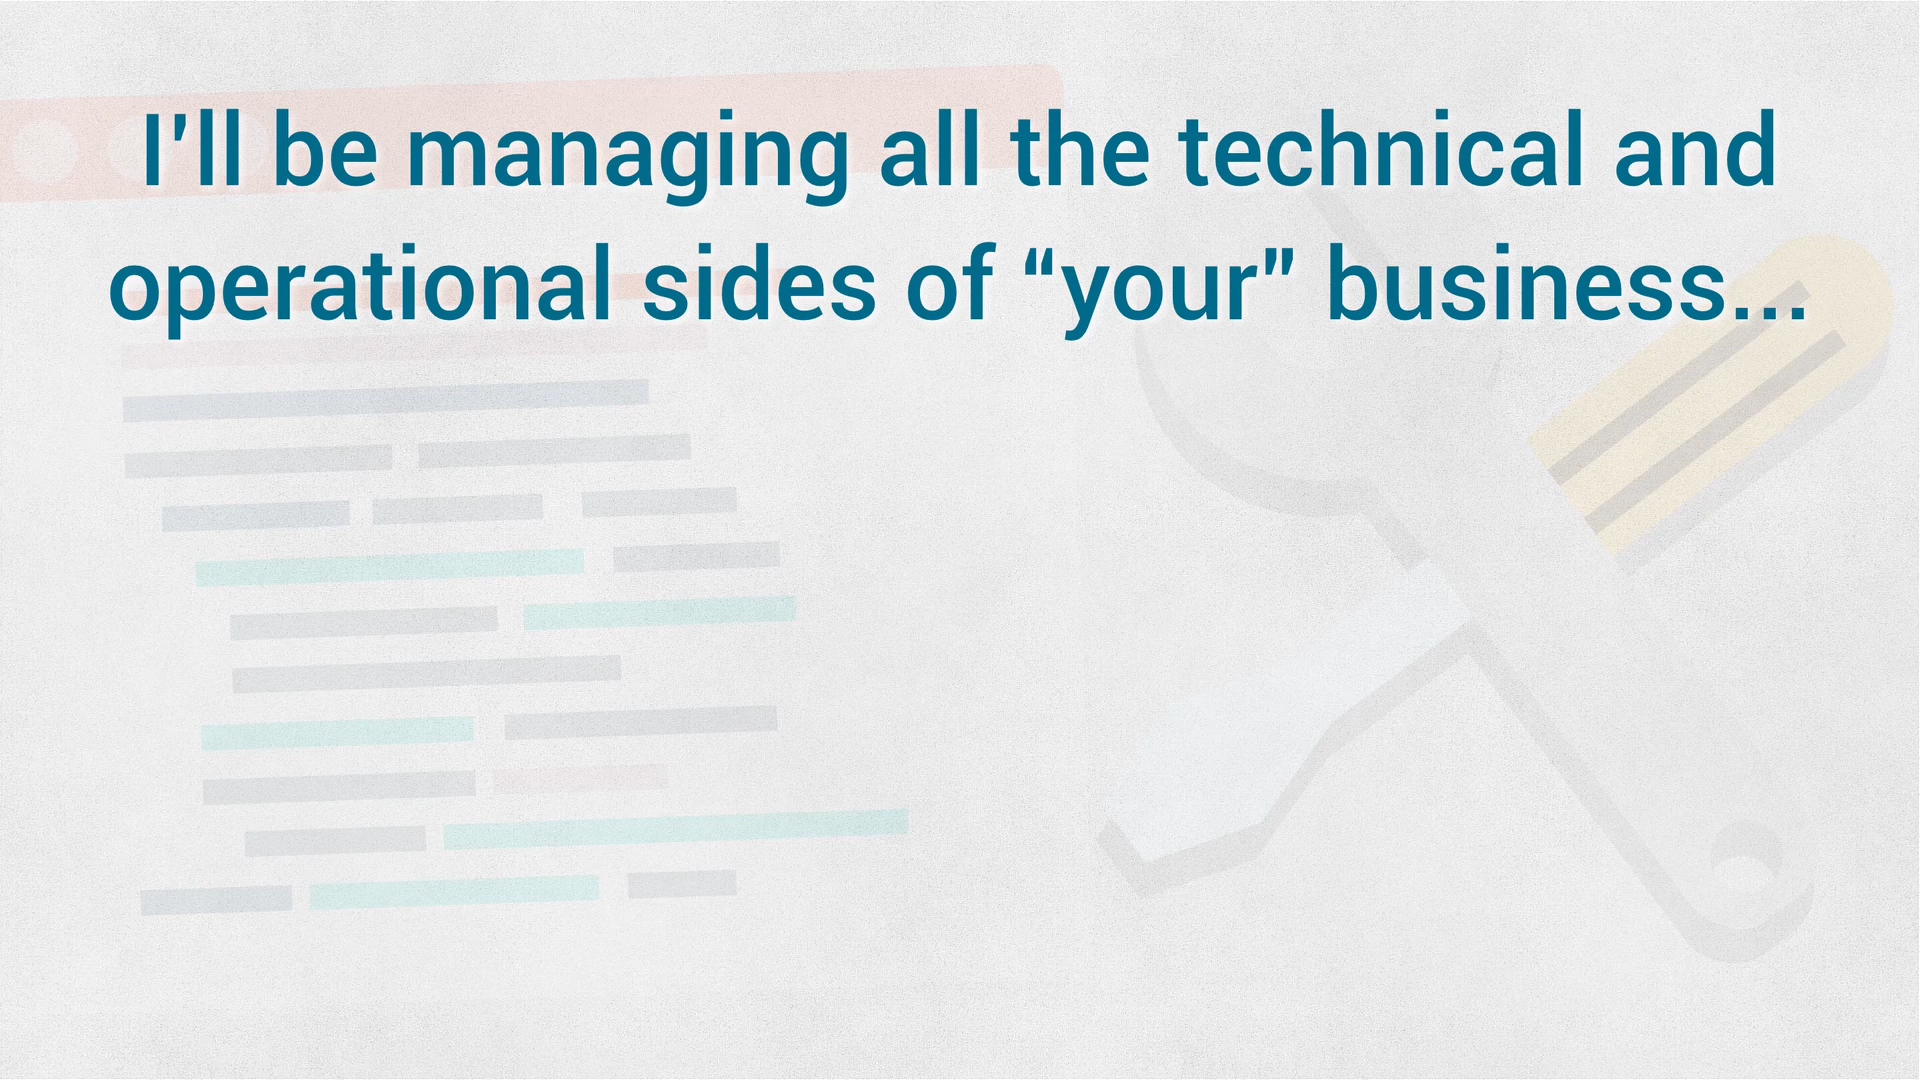 I'll be managing all the technical and
operational sides of “your” business...